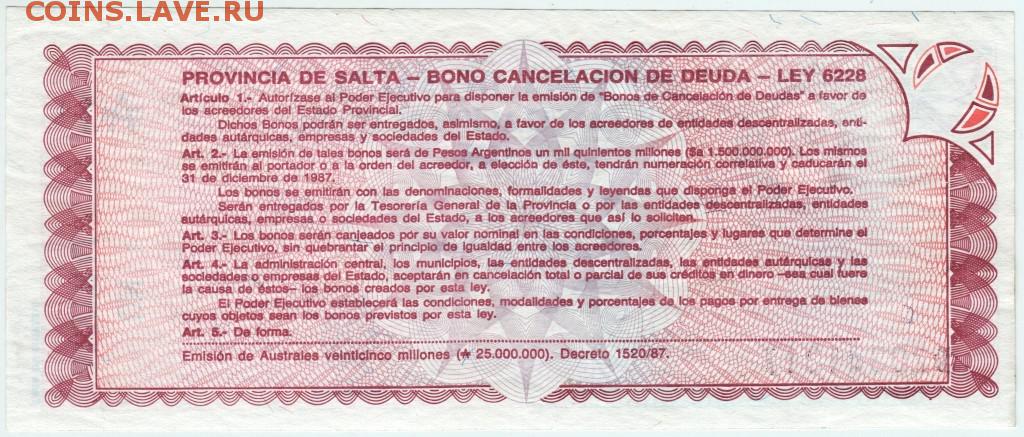 COINS.LAVE.RU
PROVINCIA DE SALTA – BONO CANCELACION DE DEUDA – LEY 6228
Artículo 1.- Autorízase al Poder Ejecutivo para disponer la emisión de "Bonos de Cancelación de Deudas" a favor de
los acreedores del Estado Provincial.
Dichos Bonos podrán ser entregados, asimismo, a favor de los acreedores de entidades descentralizadas, enti-
dades autárquicas, empresas y sociedades del Estado.
Art. 2.- La emisión de tales bonos será de Pesos Argentinos un mil quinientos millones ($a 1.500.000.000). Los mismos
se emitirán al portador o a la orden del acreedor, a elección de éste, tendrán numeración correlativa y caducarán el
31 de diciembre de 1987.
Los bonos se emitirán con las denominaciones, formalidades y leyendas que disponga el Poder Ejecutivo.
Serán entregados por la Tesorería General de la Provincia o por las entidades descentralizadas, entidades
autárquicas, empresas o sociedades del Estado, a los acreedores que así lo soliciten.
Art. 3.- Los bonos serán canjeados por su valor nominal en las condiciones, porcentajes y lugares que determine el
Poder Ejecutivo, sin quebrantar el principio de igualdad entre los acreedores.
Art. 4.- La administración central, los municipios, las entidades descentralizadas, las entidades autárquicas y las
sociedades o empresas del Estado, aceptarán en cancelación total o parcial de sus créditos en dinero –sea cual fuere
la causa de éstos– los bonos creados por esta ley.
El Poder Ejecutivo establecerá las condiciones, modalidades y porcentajes de los pagos por entrega de bienes
cuyos objetos sean los bonos previstos por esta ley.
Art. 5.- De forma.
Emisión de Australes veinticinco millones (₳ 25.000.000). Decreto 1520/87.
COINS.LAVE.RU